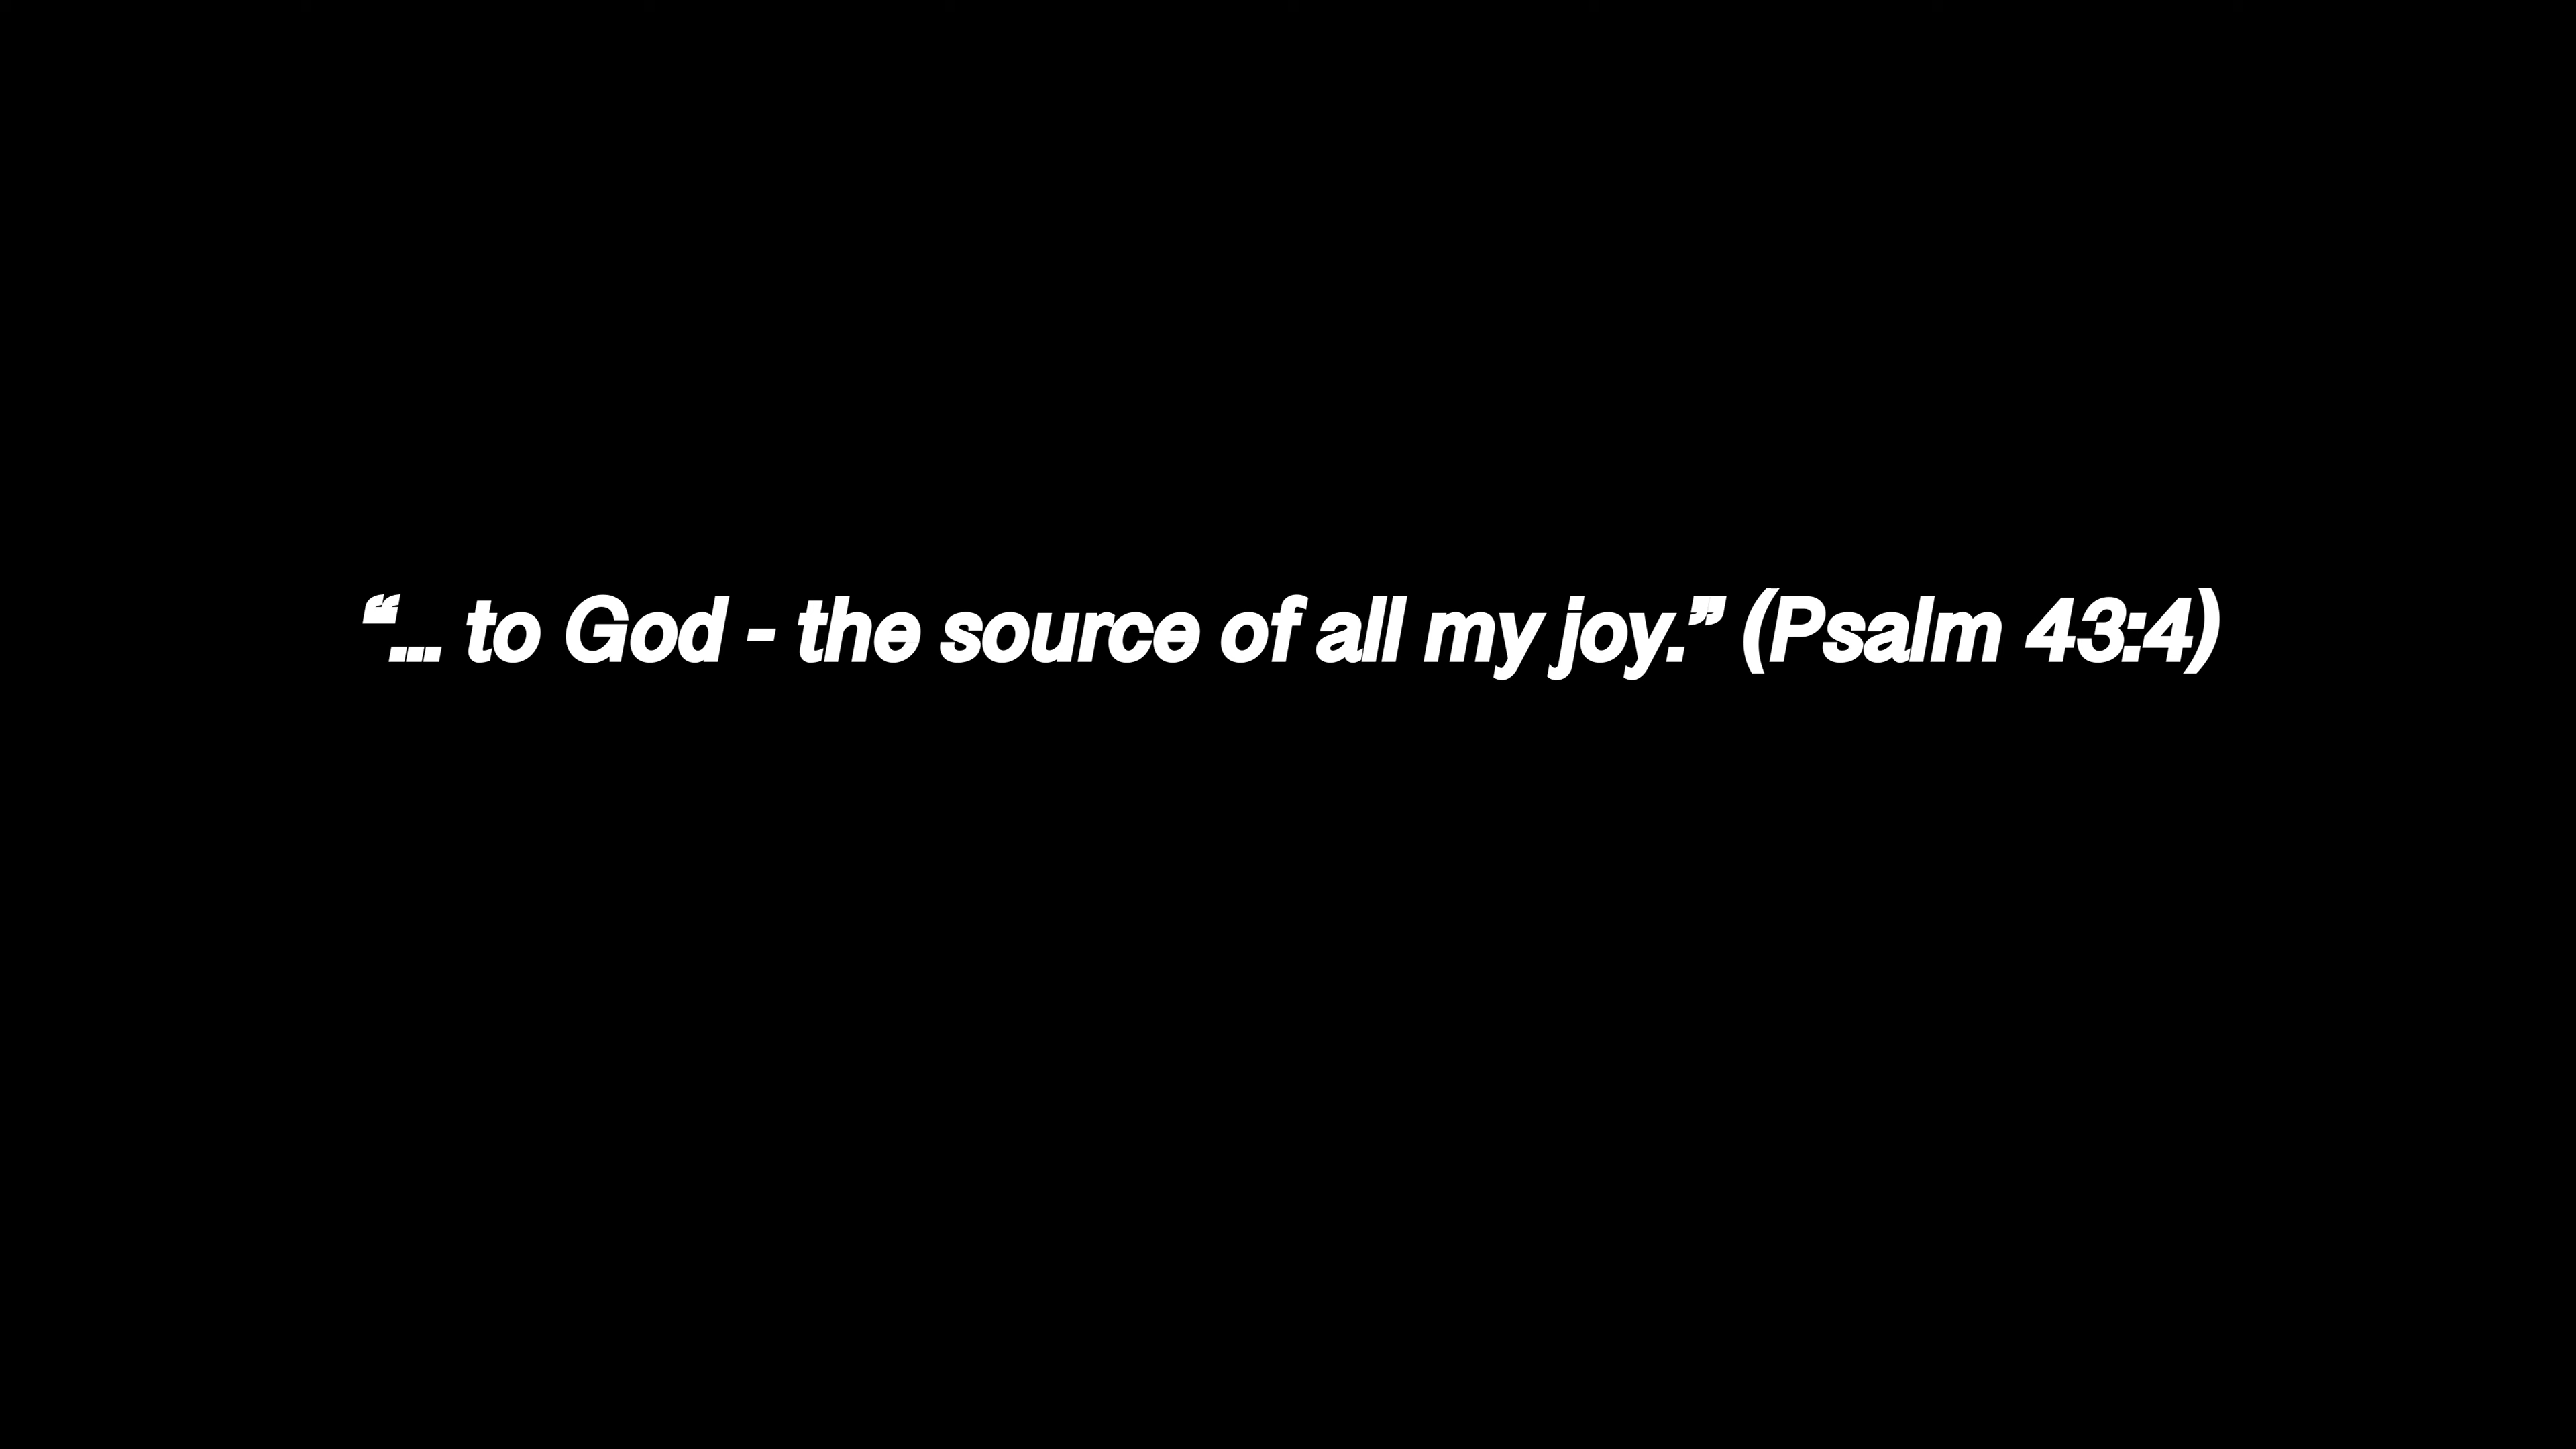 “... to God - the source of all my joy.” (Psalm 43:4)